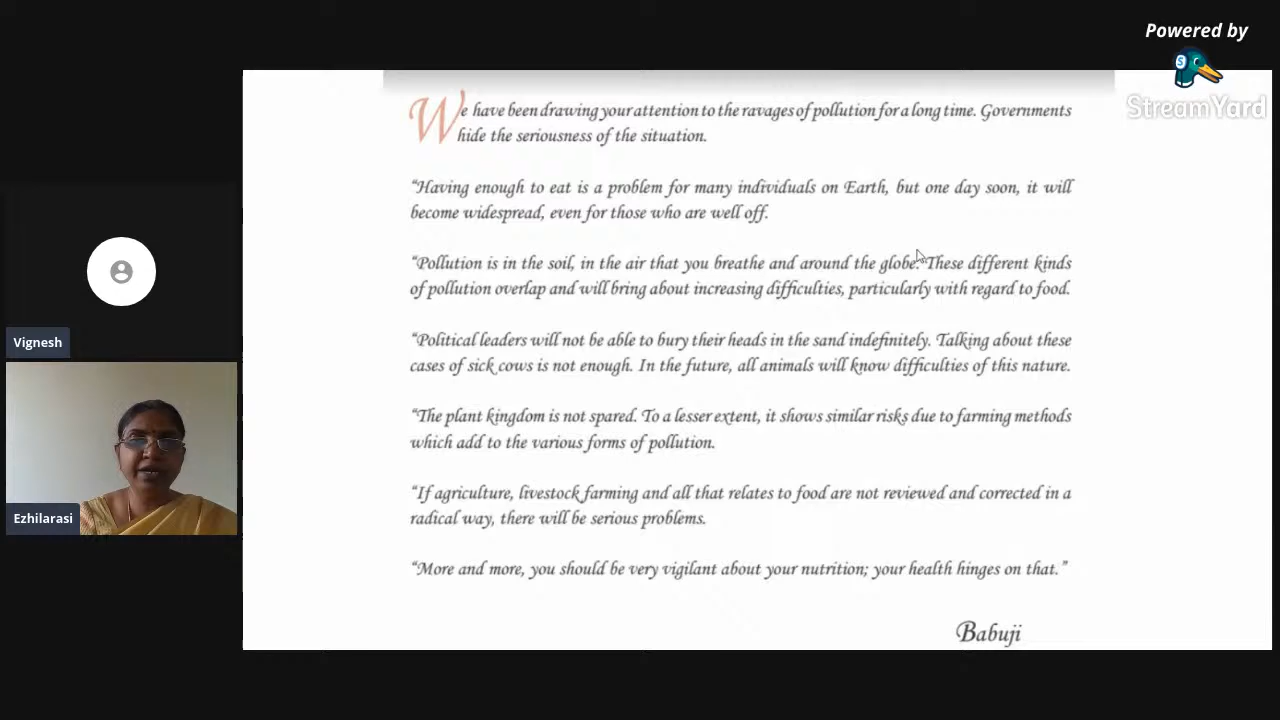 Powered by
StreamYard
We have been drawing your attention to the ravages of pollution for a long time. Governments
hide the seriousness of the situation.
“Having enough to eat is a problem for many individuals on Earth, but one day soon, it will
become widespread, even for those who are well off.
“Pollution is in the soil, in the air that you breathe and around the globe. These different kinds
of pollution overlap and will bring about increasing difficulties, particularly with regard to food.
“Political leaders will not be able to bury their heads in the sand indefinitely. Talking about these
cases of sick cows is not enough. In the future, all animals will know difficulties of this nature.
“The plant kingdom is not spared. To a lesser extent, it shows similar risks due to farming methods
which add to the various forms of pollution.
“If agriculture, livestock farming and all that relates to food are not reviewed and corrected in a
radical way, there will be serious problems.
“More and more, you should be very vigilant about your nutrition; your health hinges on that.”
Babuji
Vignesh
Ezhilarasi